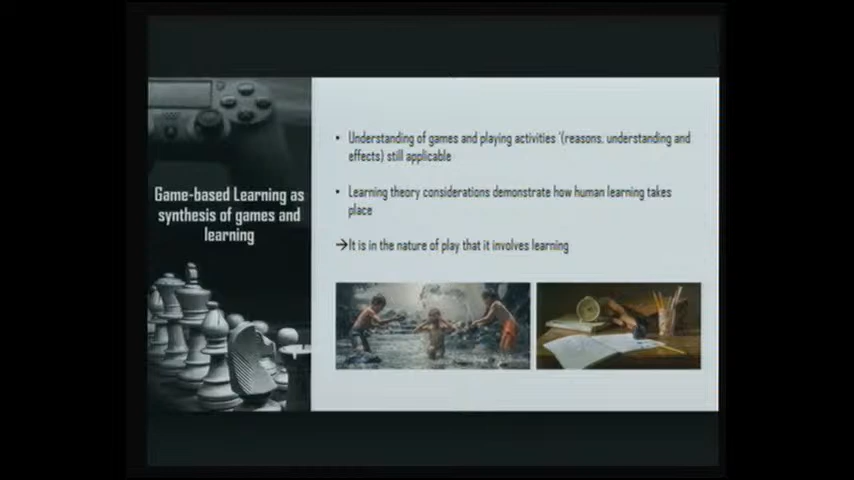 Game-based Learning as
synthesis of games and
learning
• Understanding of games and playing activities '(reasons, understanding and
effects) still applicable
• Learning theory considerations demonstrate how human learning takes
place
→It is in the nature of play that it involves learning